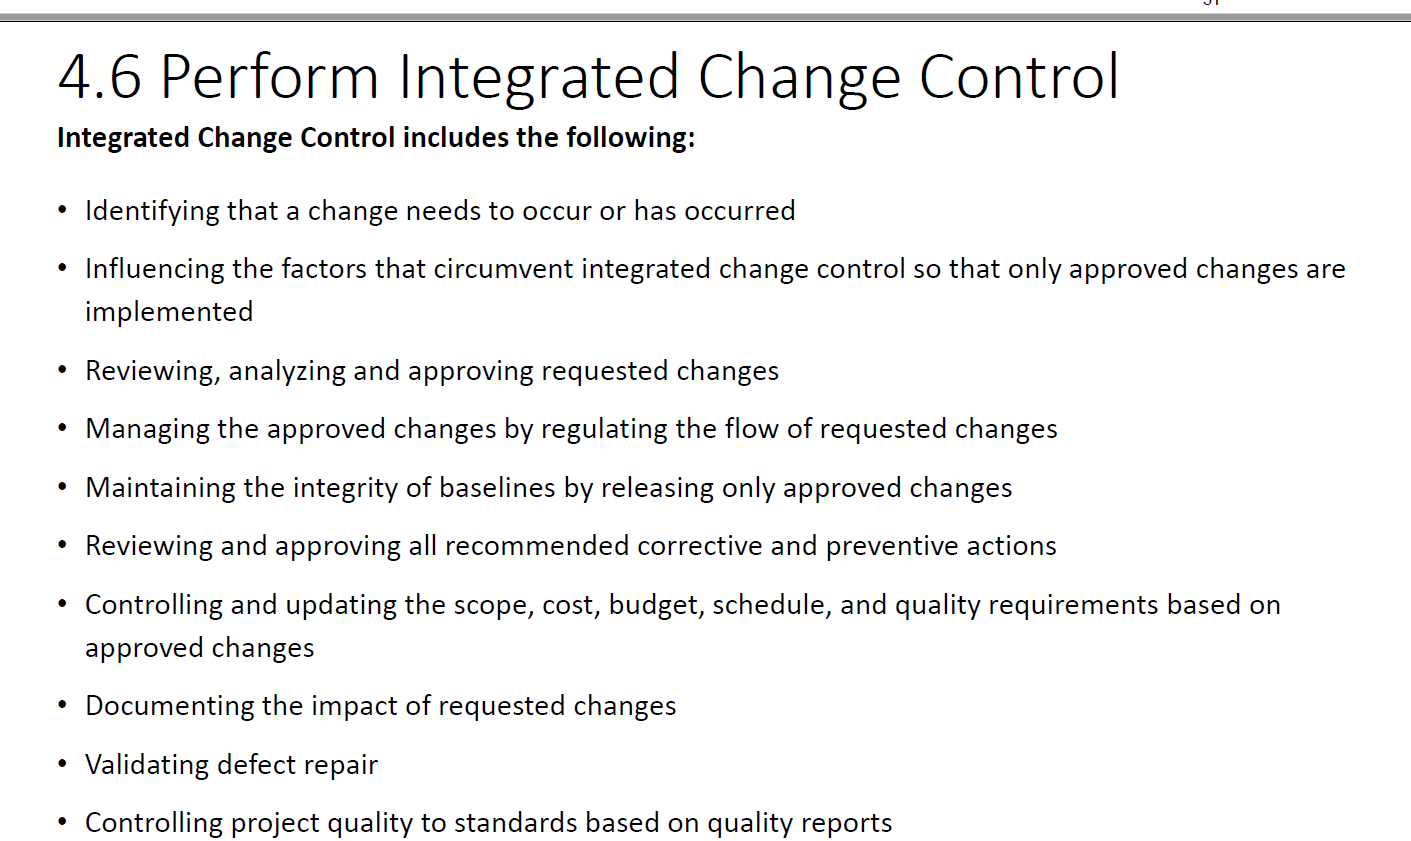 4.6 Perform Integrated Change Control
Integrated Change Control includes the following:
• Identifying that a change needs to occur or has occurred
• Influencing the factors that circumvent integrated change control so that only approved changes are
implemented
• Reviewing, analyzing and approving requested changes
• Managing the approved changes by regulating the flow of requested changes
• Maintaining the integrity of baselines by releasing only approved changes
• Reviewing and approving all recommended corrective and preventive actions
• Controlling and updating the scope, cost, budget, schedule, and quality requirements based on
approved changes
• Documenting the impact of requested changes
• Validating defect repair
• Controlling project quality to standards based on quality reports